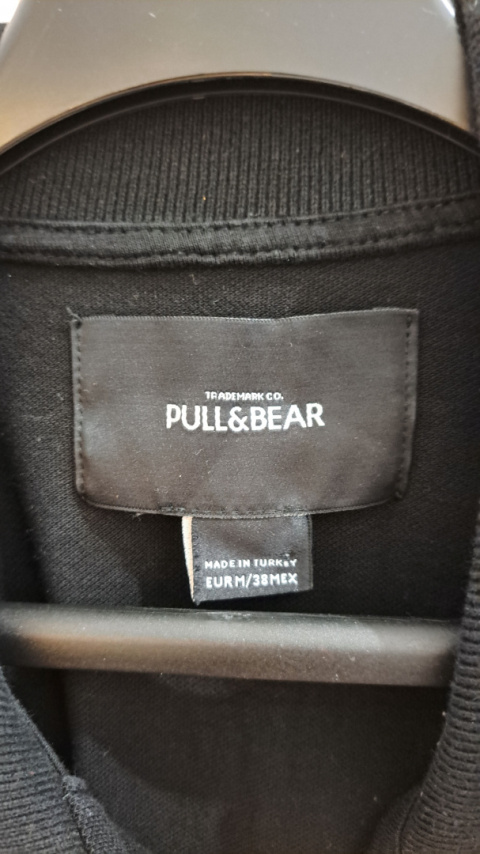 TRADEMARK CO.
PULL&BEAR
MADE IN TURKEY
EUR M/38 MEX